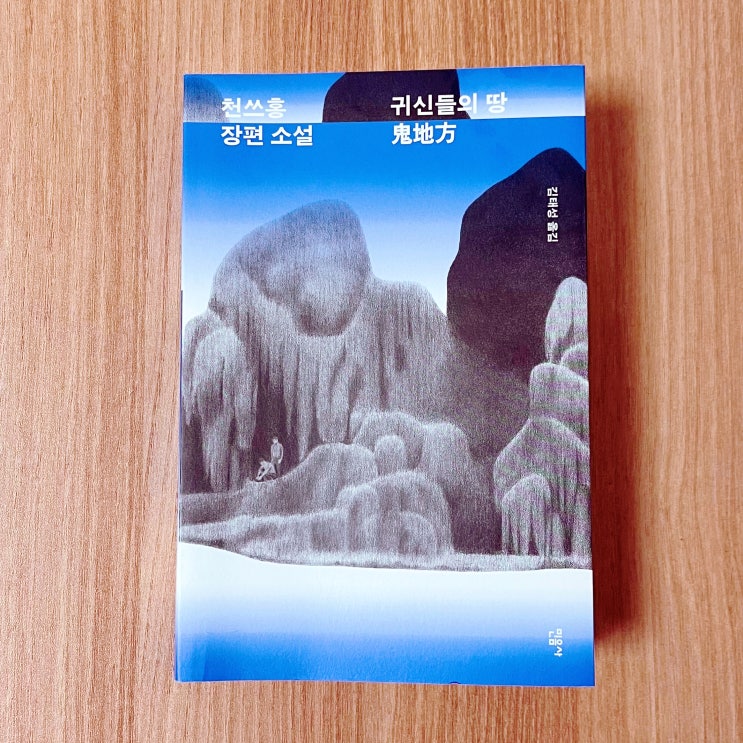 천쓰홍
장편 소설
귀신들의 땅
鬼地方
김태성 옮김
민음사